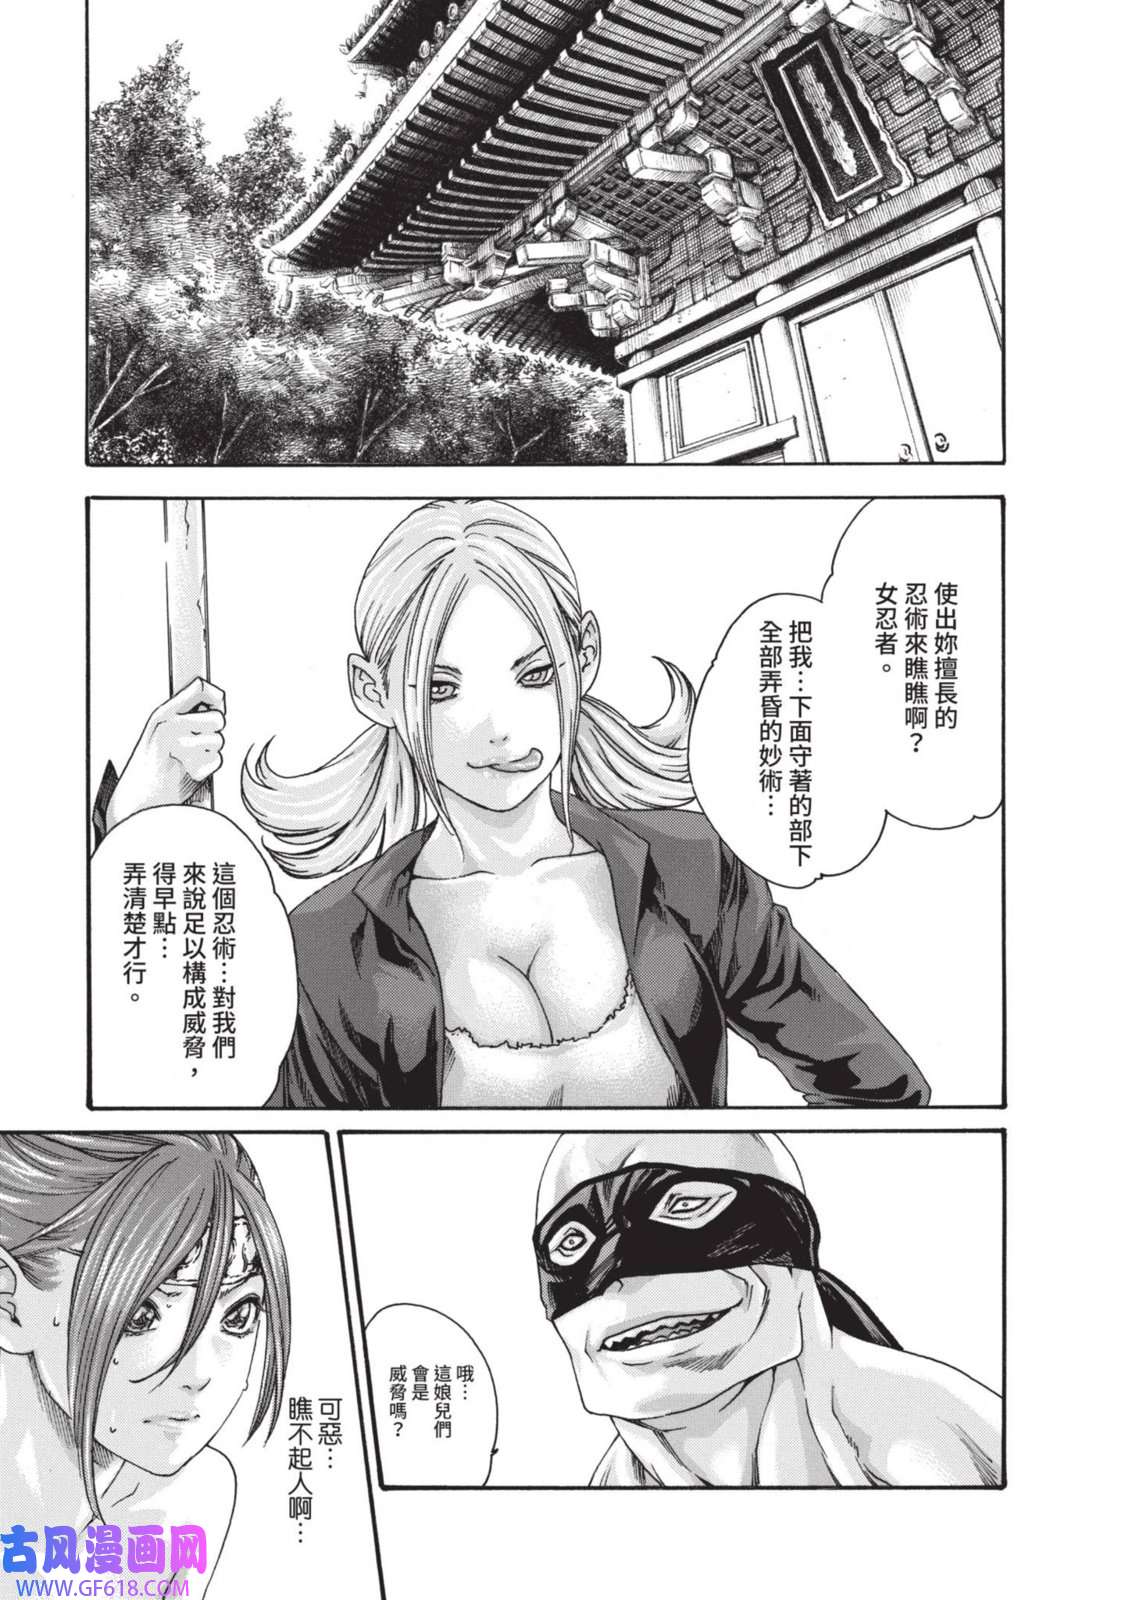 使出妳擅長的
忍術來瞧瞧啊？
女忍者。
把我…下面守著的部下
全部弄昏的妙術…
這個忍術…對我們
來說足以構成威脅，
得早點…
弄清楚才行。
哦…
這娘兒們
會是
威脅嗎？
可惡…
瞧不起人啊…
古风漫画网
WWW.GF618.COM